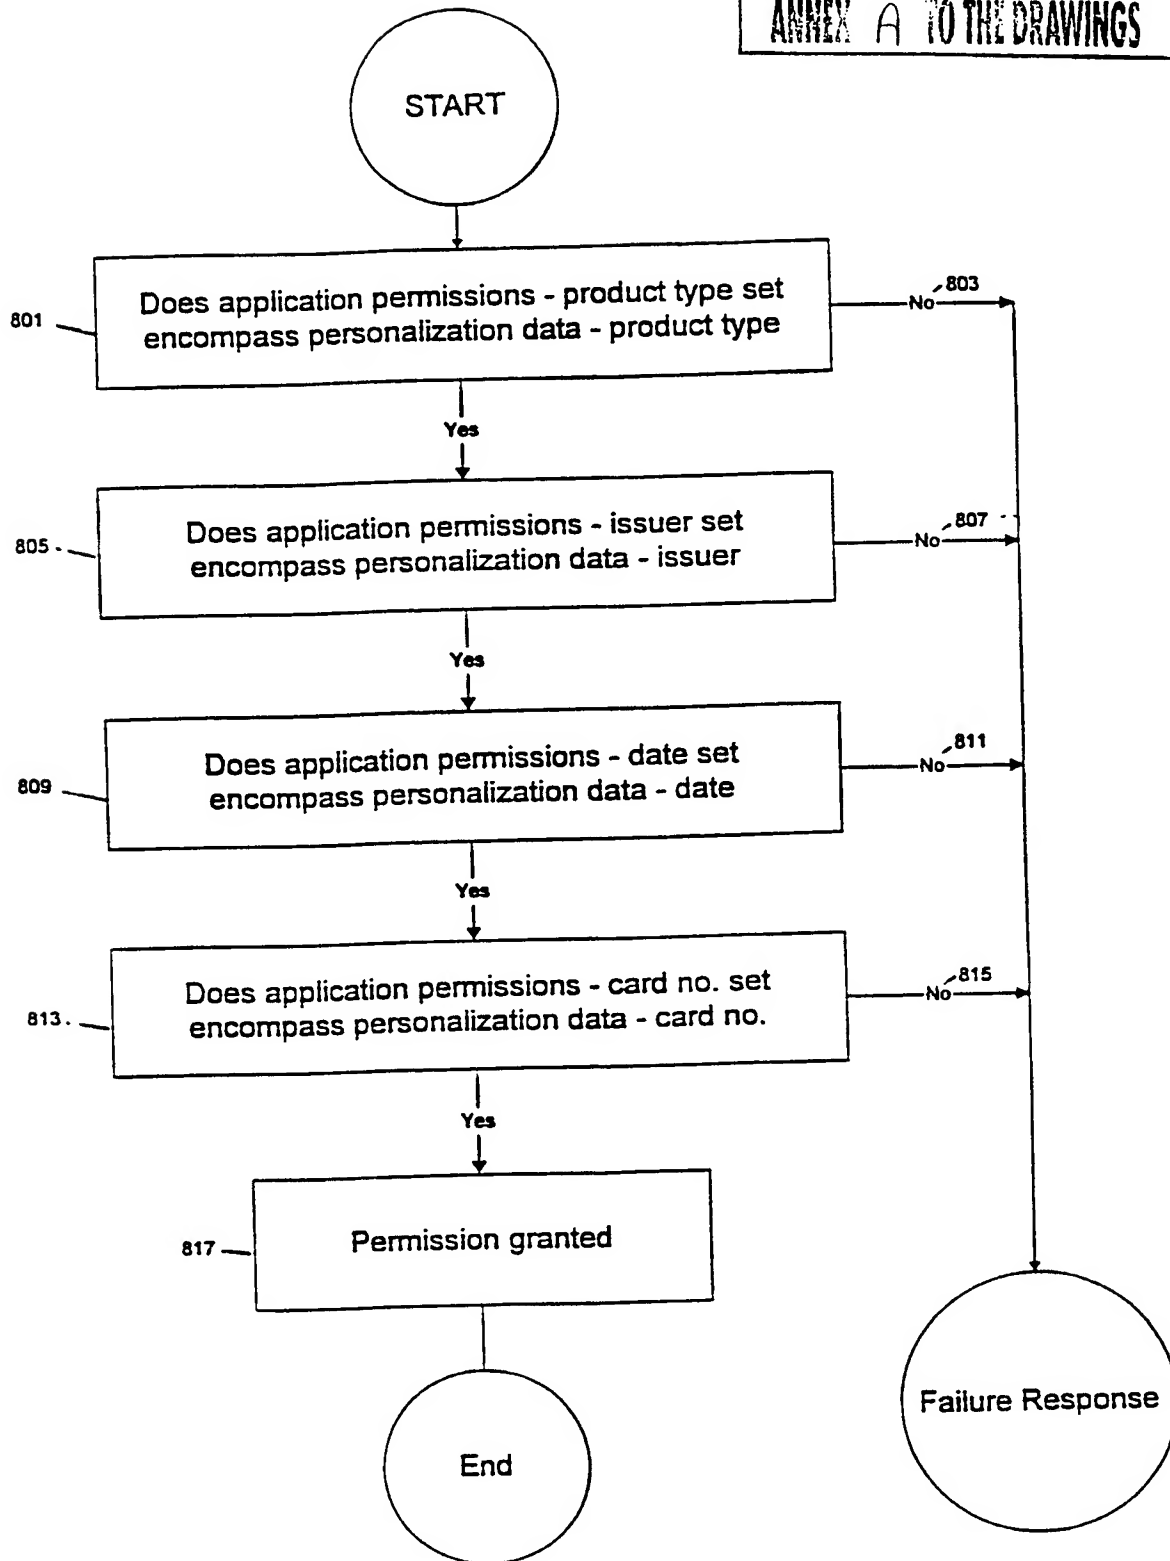 ANNEX A TO THE DRAWINGS
START
801
Does application permissions - product type set
encompass personalization data - product type
No
803
Yes
805
Does application permissions - issuer set
encompass personalization data - issuer
No
807
Yes
809
Does application permissions - date set
encompass personalization data - date
No
811
Yes
813
Does application permissions - card no. set
encompass personalization data - card no.
No
815
Yes
817
Permission granted
Failure Response
End